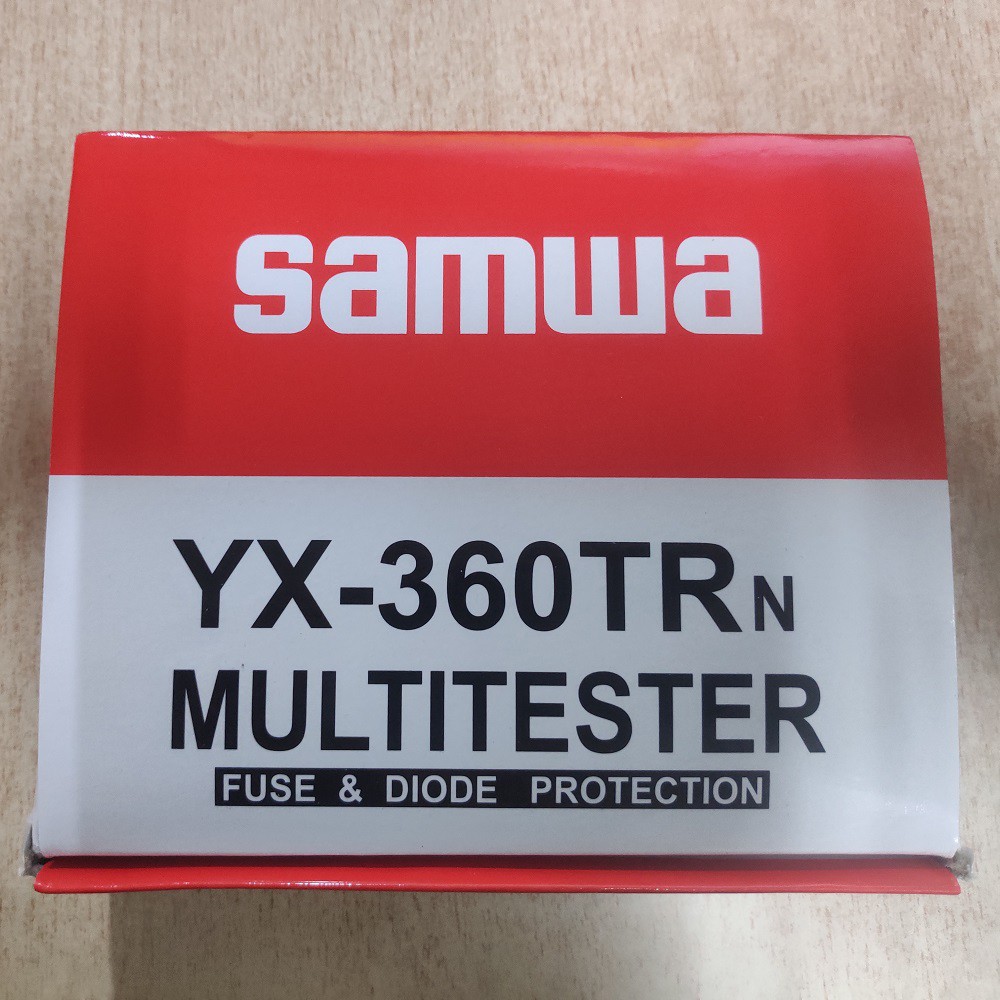 samwa
YX-360TRN
MULTITESTER
FUSE & DIODE PROTECTION